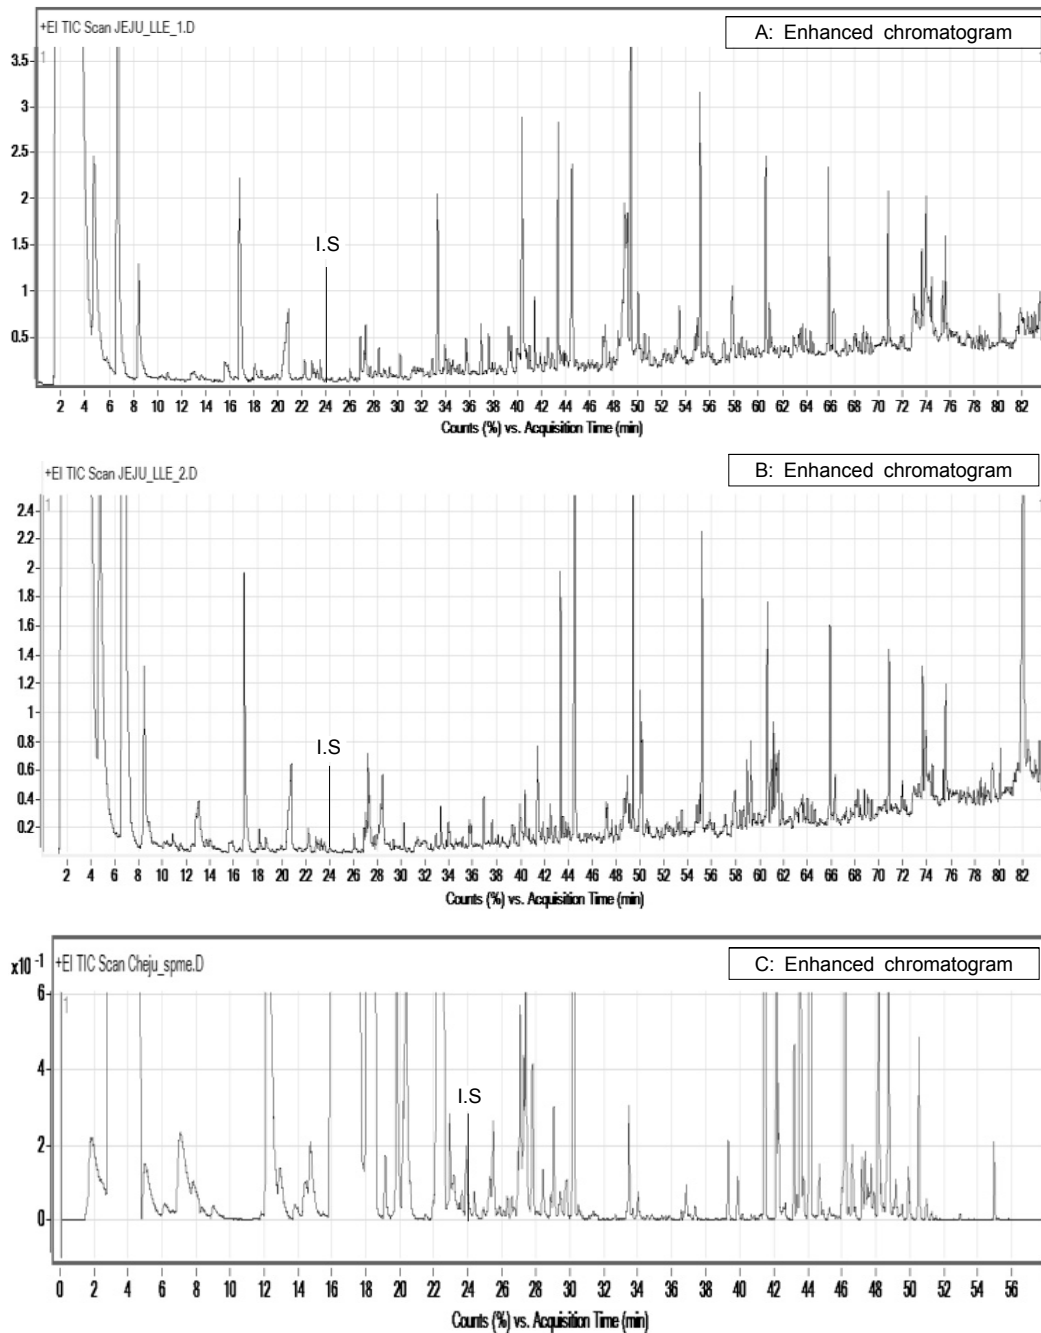 +EI TIC Scan JEJU_LLE_1.D
A: Enhanced chromatogram
1
3.5
3
2.5
2
1.5
1
0.5
I.S
2 4 6 8 10 12 14 16 18 20 22 24 26 28 30 32 34 36 38 40 42 44 46 48 50 52 54 56 58 60 62 64 66 68 70 72 74 76 78 80 82
Counts (%) vs. Acquisition Time (min)
+EI TIC Scan JEJU_LLE_2.D
B: Enhanced chromatogram
1
2.4
2.2
2
1.8
1.6
1.4
1.2
1
0.8
0.6
0.4
0.2
I.S
2 4 6 8 10 12 14 16 18 20 22 24 26 28 30 32 34 36 38 40 42 44 46 48 50 52 54 56 58 60 62 64 66 68 70 72 74 76 78 80 82
Counts (%) vs. Acquisition Time (min)
x10 -1
+EI TIC Scan Cheju_spme.D
C: Enhanced chromatogram
1
6
4
2
0
I.S
0 2 4 6 8 10 12 14 16 18 20 22 24 26 28 30 32 34 36 38 40 42 44 46 48 50 52 54 56
Counts (%) vs. Acquisition Time (min)